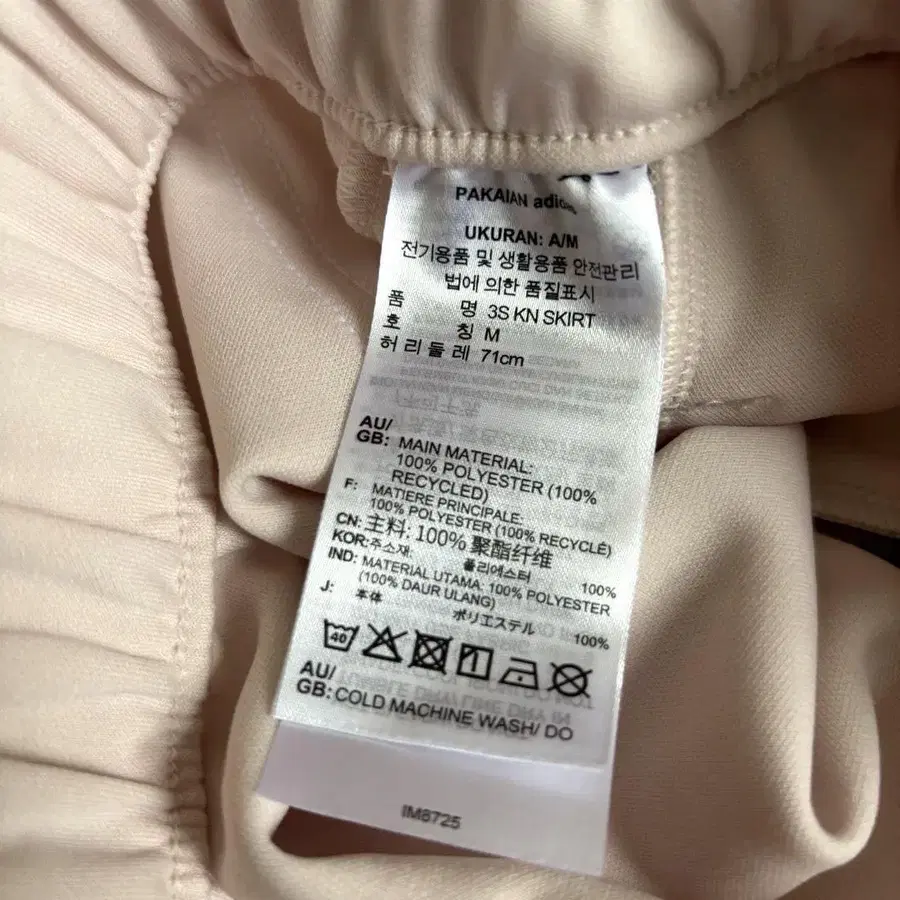 PAKAIAN adidas
UKURAN: A/M
전기용품 및 생활용품 안전관리
법에 의한 품질표시
품 명 3S KN SKIRT
호 칭 M
허리둘레 71cm
AU/
GB: MAIN MATERIAL:
100% POLYESTER (100%
RECYCLED)
F: MATIERE PRINCIPALE:
100% POLYESTER (100% RECYCLÉ)
CN: 主料: 100% 聚酯纤维
KOR: 주소재 폴리에스터 100%
IND: MATERIAL UTAMA: 100% POLYESTER
(100% DAUR ULANG)
J: 本体 ポリエステル 100%
40
AU/
GB: COLD MACHINE WASH/ DO
IM8725